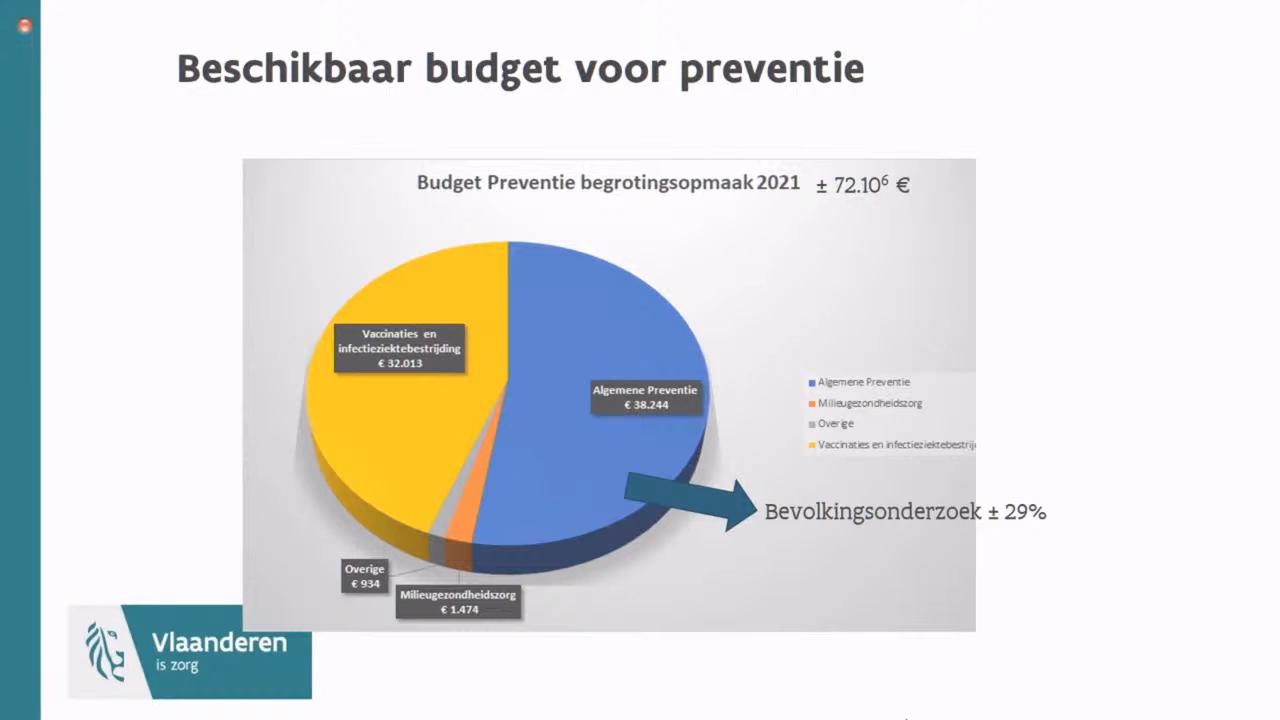 Beschikbaar budget voor preventie
Budget Preventie begrotingsopmaak 2021 ± 72.10⁶ €
Vaccinaties en
infectieziektebestrijding
€ 32.013
Algemene Preventie
€ 38.244
Algemene Preventie
Milieugezondheidszorg
Overige
Vaccinaties en infectieziektebestrij
Bevolkingsonderzoek ± 29%
Overige
€ 934
Milieugezondheidszorg
€ 1.474
Vlaanderen
is zorg